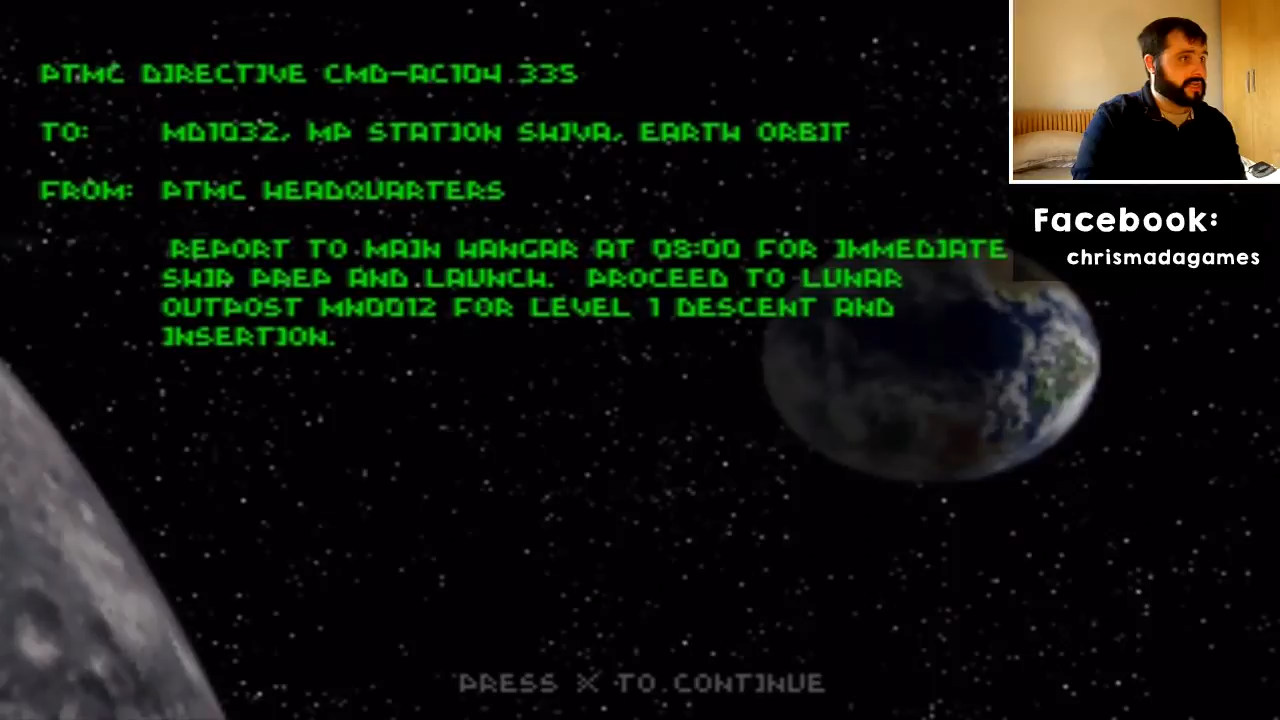 PTMC DIRECTIVE CMD-AC104 335
TO: MD1032, MP STATION SHIVA, EARTH ORBIT
FROM: PTMC HEADQUARTERS
REPORT TO MAIN HANGAR AT 08:00 FOR IMMEDIATE
SHIP PREP AND LAUNCH. PROCEED TO LUNAR
OUTPOST MN0012 FOR LEVEL 1 DESCENT AND
INSERTION.
PRESS X TO CONTINUE
Facebook:
chrismadagames